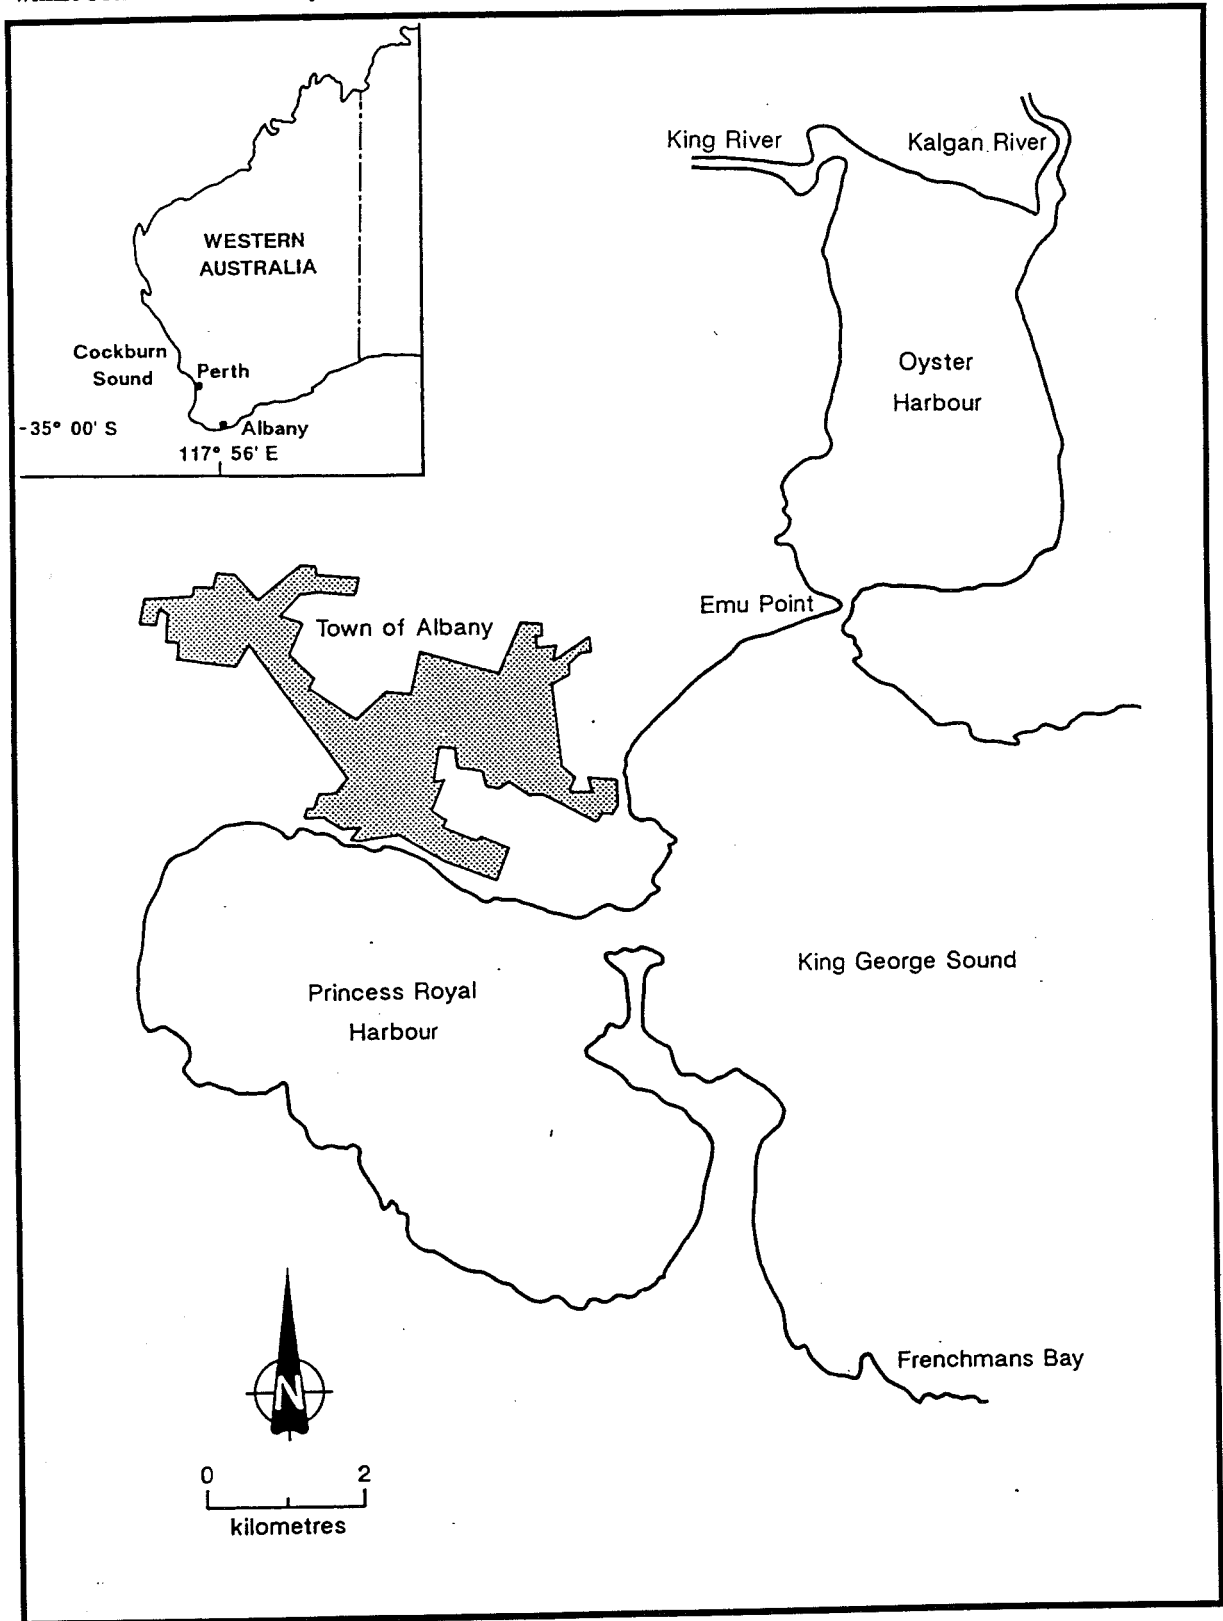 WESTERN
AUSTRALIA
Cockburn
Sound
Perth
-35° 00' S
Albany
117° 56' E
King River
Kalgan River
Oyster
Harbour
Emu Point
Town of Albany
King George Sound
Princess Royal
Harbour
Frenchmans Bay
N
0 2
kilometres